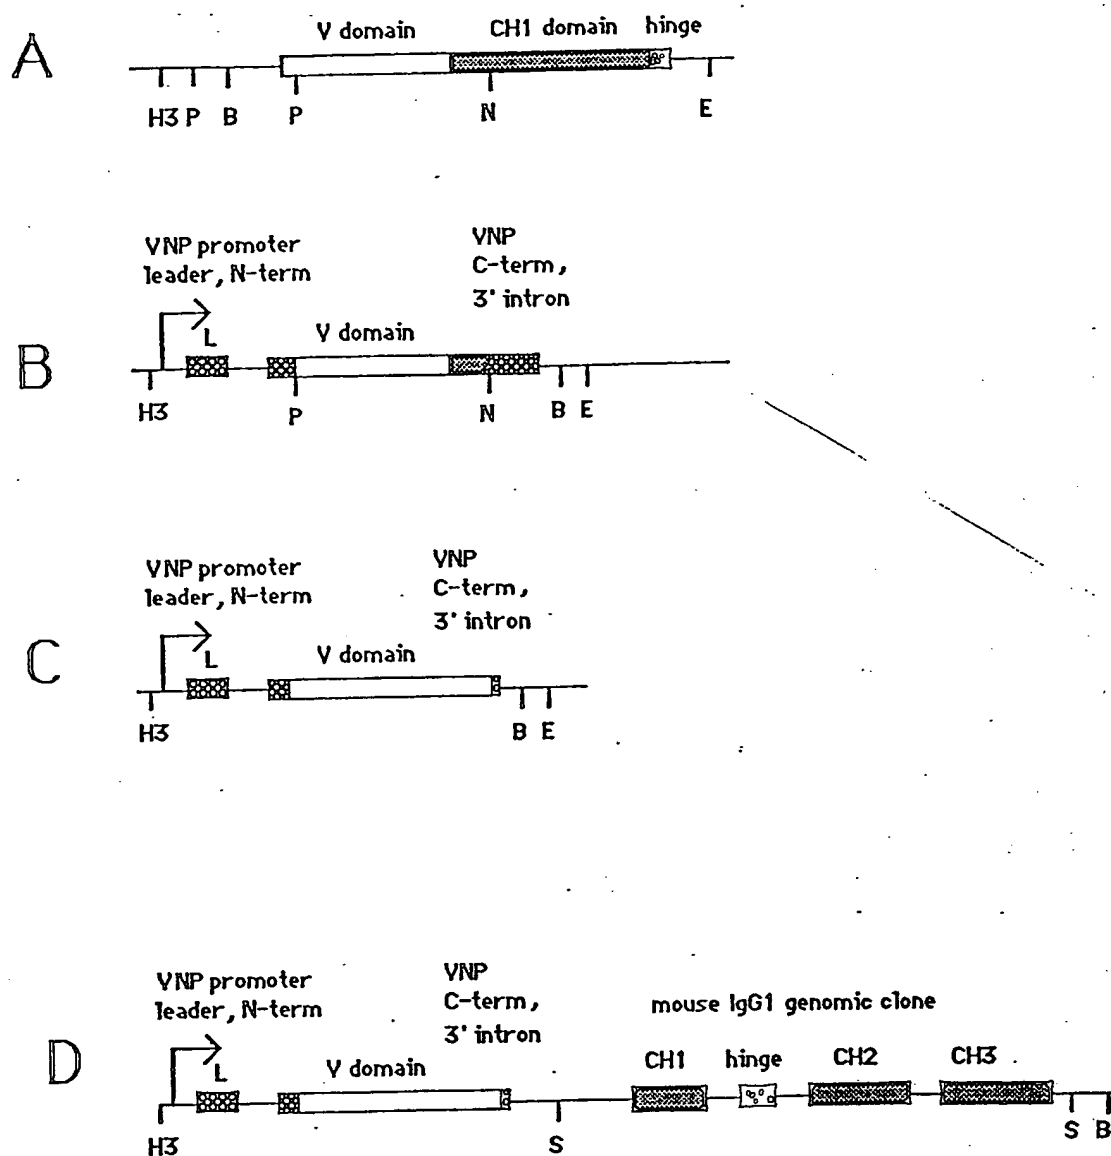 A
V domain CH1 domain hinge
H3 P B P N E
B
VNP promoter
leader, N-term
VNP
C-term,
3' intron
L
V domain
H3 P N B E
C
VNP promoter
leader, N-term
VNP
C-term,
3' intron
L
V domain
H3 B E
D
VNP promoter
leader, N-term
VNP
C-term,
3' intron
mouse IgG1 genomic clone
L
V domain
CH1 hinge CH2 CH3
H3 S S B